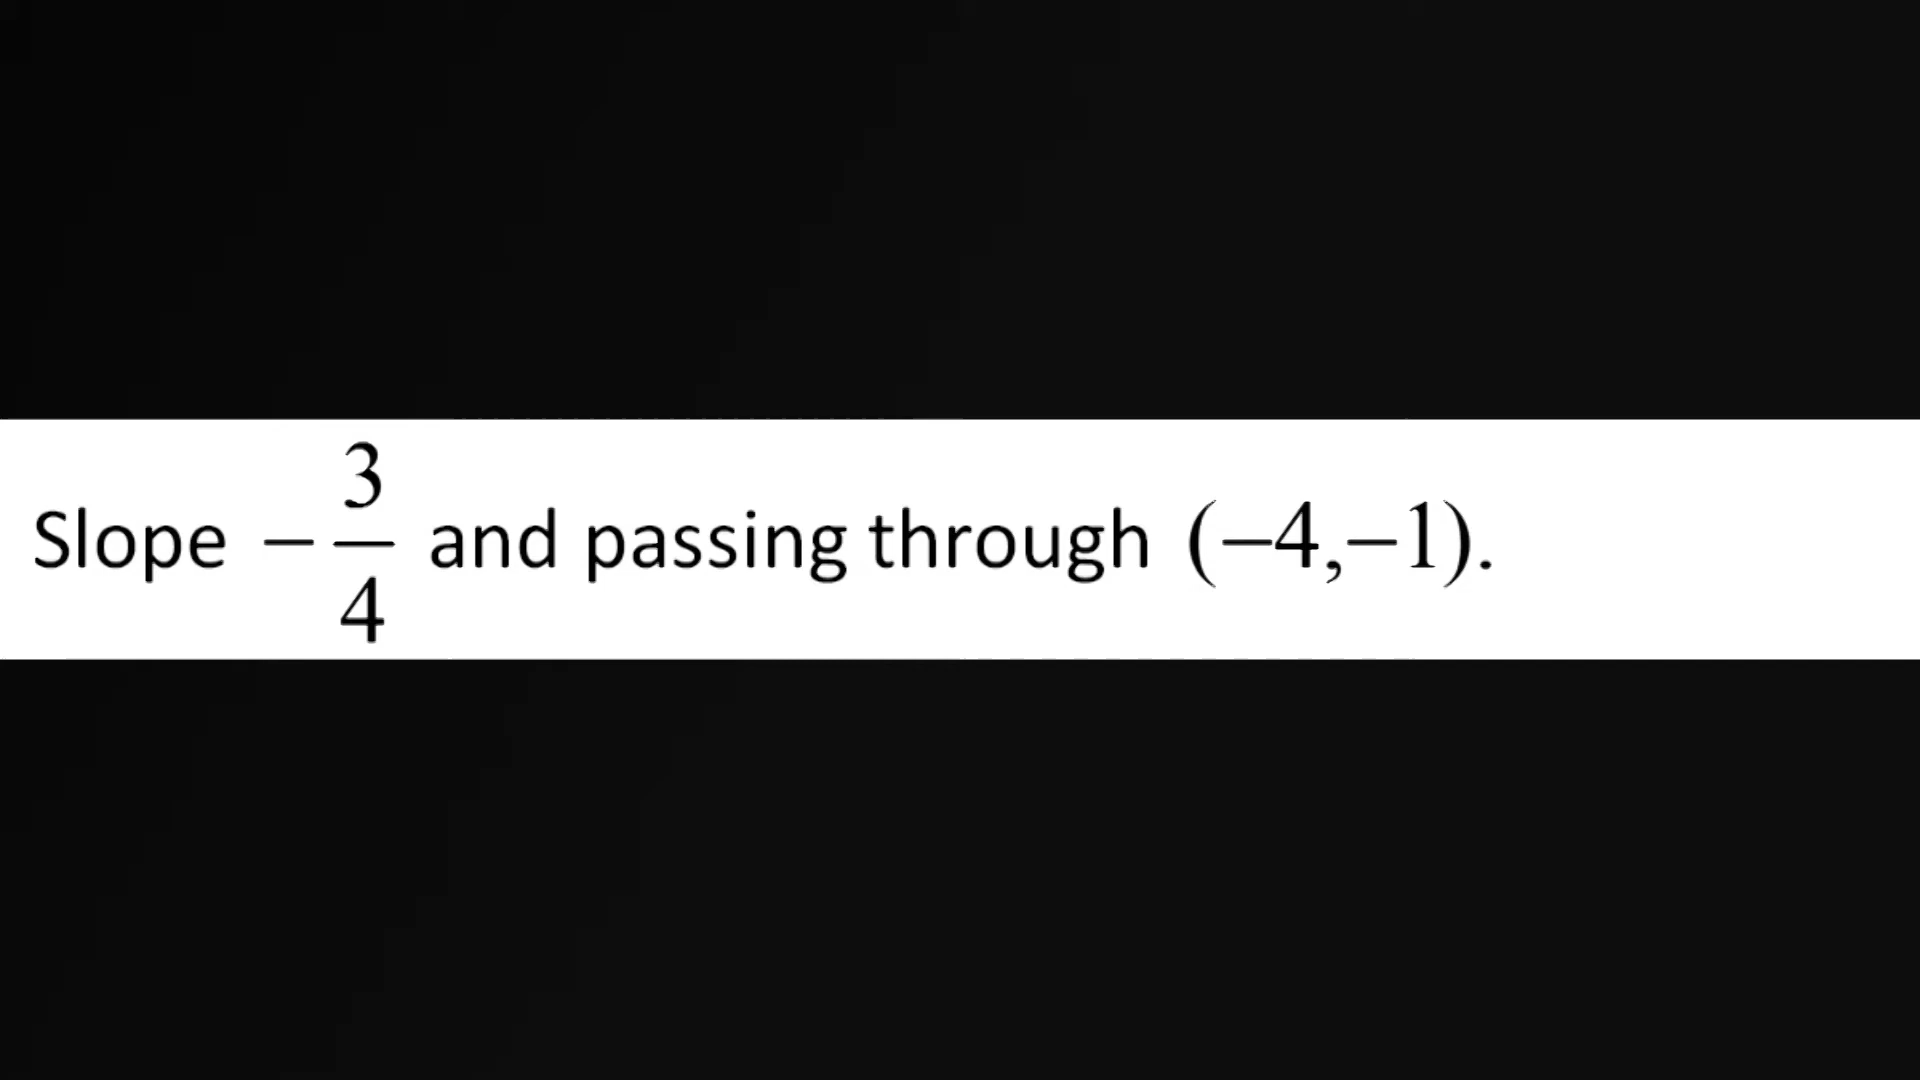 Slope −3/4 and passing through (−4,−1).